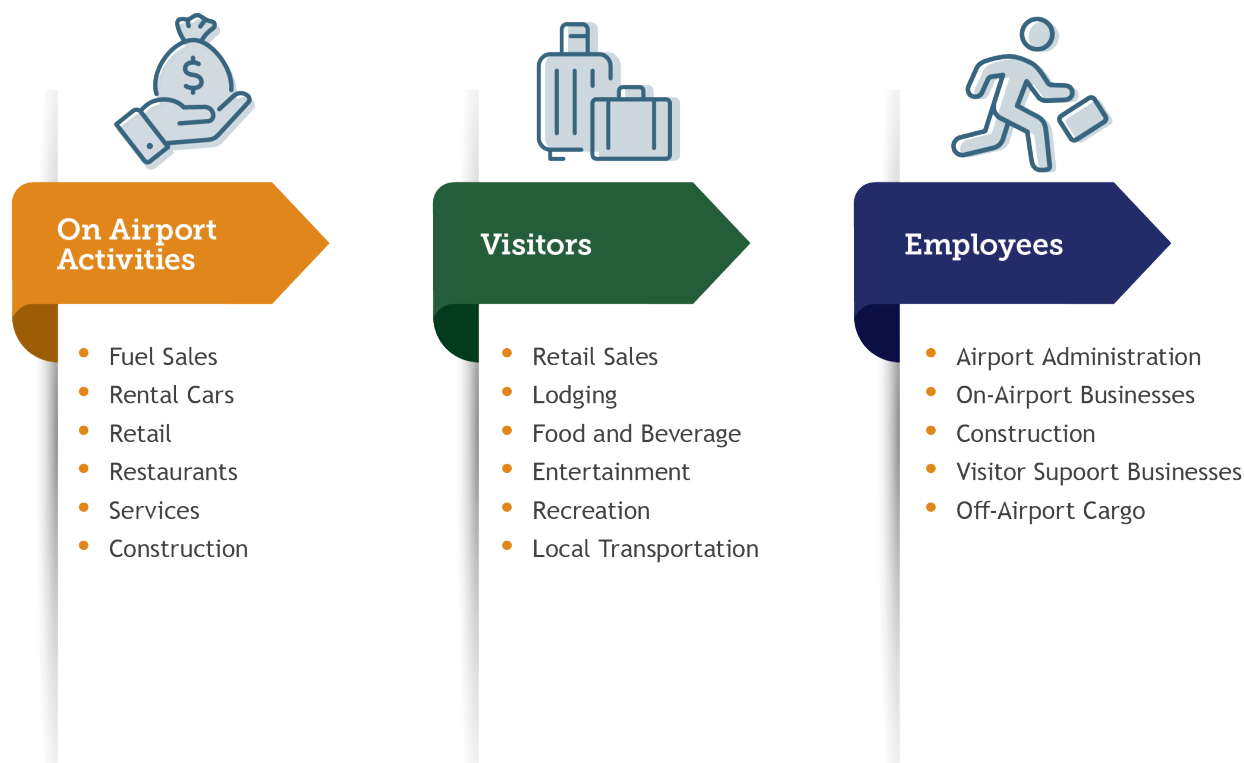 $
On Airport
Activities
Fuel Sales
Rental Cars
Retail
Restaurants
Services
Construction
Visitors
Retail Sales
Lodging
Food and Beverage
Entertainment
Recreation
Local Transportation
Employees
Airport Administration
On-Airport Businesses
Construction
Visitor Supoort Businesses
Off-Airport Cargo